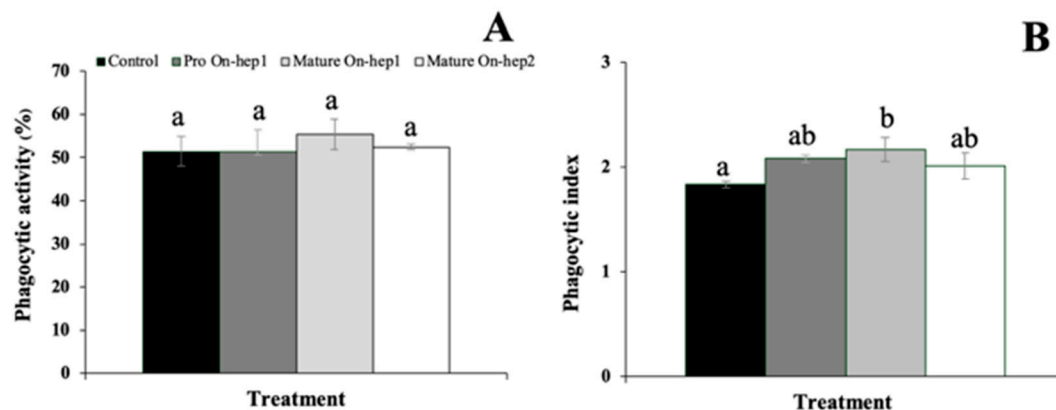 A
Control Pro On-hep1 Mature On-hep1 Mature On-hep2
70
60
50
40
30
20
10
0
Phagocytic activity (%)
a a a a
Treatment
B
3
2
1
0
Phagocytic index
a ab b ab
Treatment